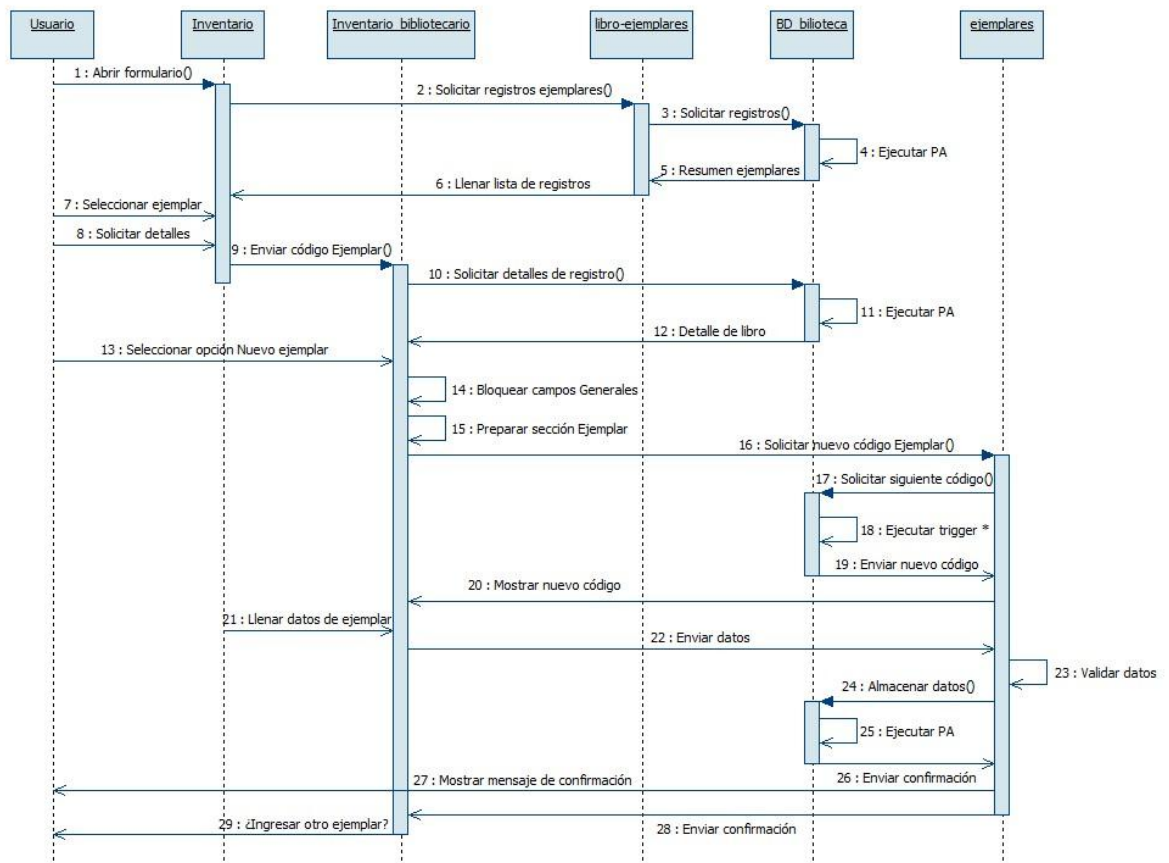 Usuario
Inventario
Inventario_bibliotecario
libro-ejemplares
BD_bilioteca
ejemplares
1 : Abrir formulario()
2 : Solicitar registros ejemplares()
3 : Solicitar registros()
4 : Ejecutar PA
5 : Resumen ejemplares
6 : Llenar lista de registros
7 : Seleccionar ejemplar
8 : Solicitar detalles
9 : Enviar código Ejemplar()
10 : Solicitar detalles de registro()
11 : Ejecutar PA
12 : Detalle de libro
13 : Seleccionar opción Nuevo ejemplar
14 : Bloquear campos Generales
15 : Preparar sección Ejemplar
16 : Solicitar nuevo código Ejemplar()
17 : Solicitar siguiente código()
18 : Ejecutar trigger *
19 : Enviar nuevo código
20 : Mostrar nuevo código
21 : Llenar datos de ejemplar
22 : Enviar datos
23 : Validar datos
24 : Almacenar datos()
25 : Ejecutar PA
26 : Enviar confirmación
27 : Mostrar mensaje de confirmación
28 : Enviar confirmación
29 : ¿Ingresar otro ejemplar?